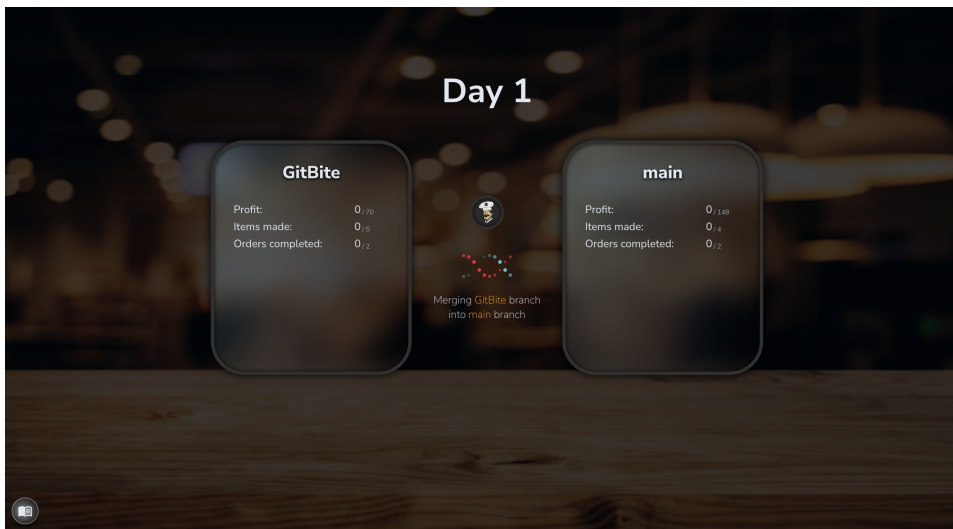 Day 1
GitBite
Profit: 0 / 70
Items made: 0 / 5
Orders completed: 0 / 2
Merging GitBite branch
into main branch
main
Profit: 0 / 148
Items made: 0 / 4
Orders completed: 0 / 2